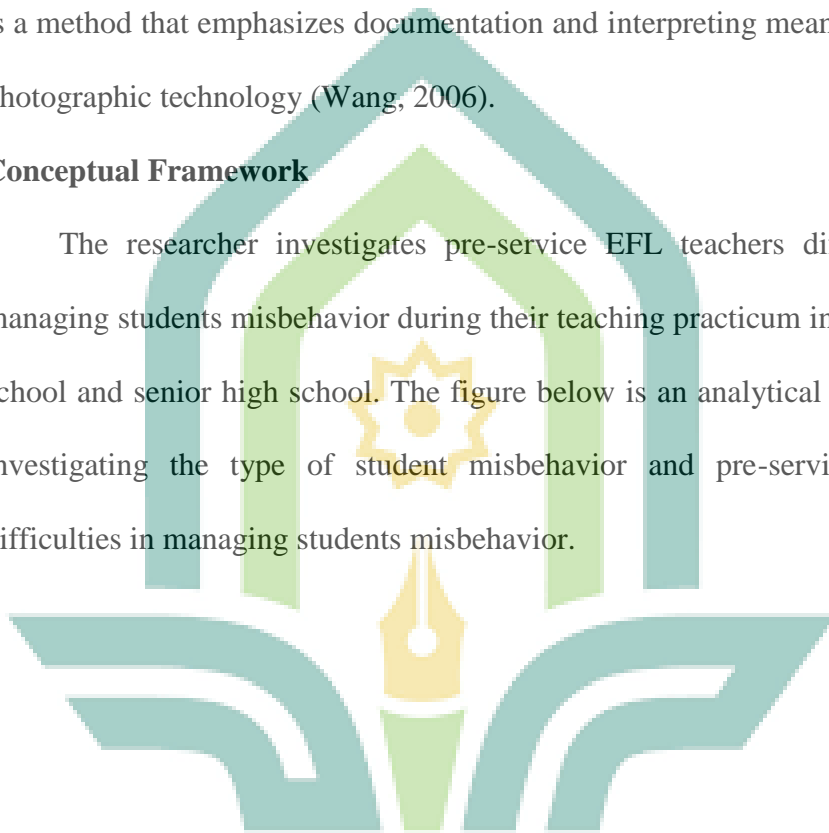 s a method that emphasizes documentation and interpreting mean
hotographic technology (Wang, 2006).
Conceptual Framework
The researcher investigates pre-service EFL teachers di
managing students misbehavior during their teaching practicum in
school and senior high school. The figure below is an analytical
nvestigating the type of student misbehavior and pre-servi
ifficulties in managing students misbehavior.